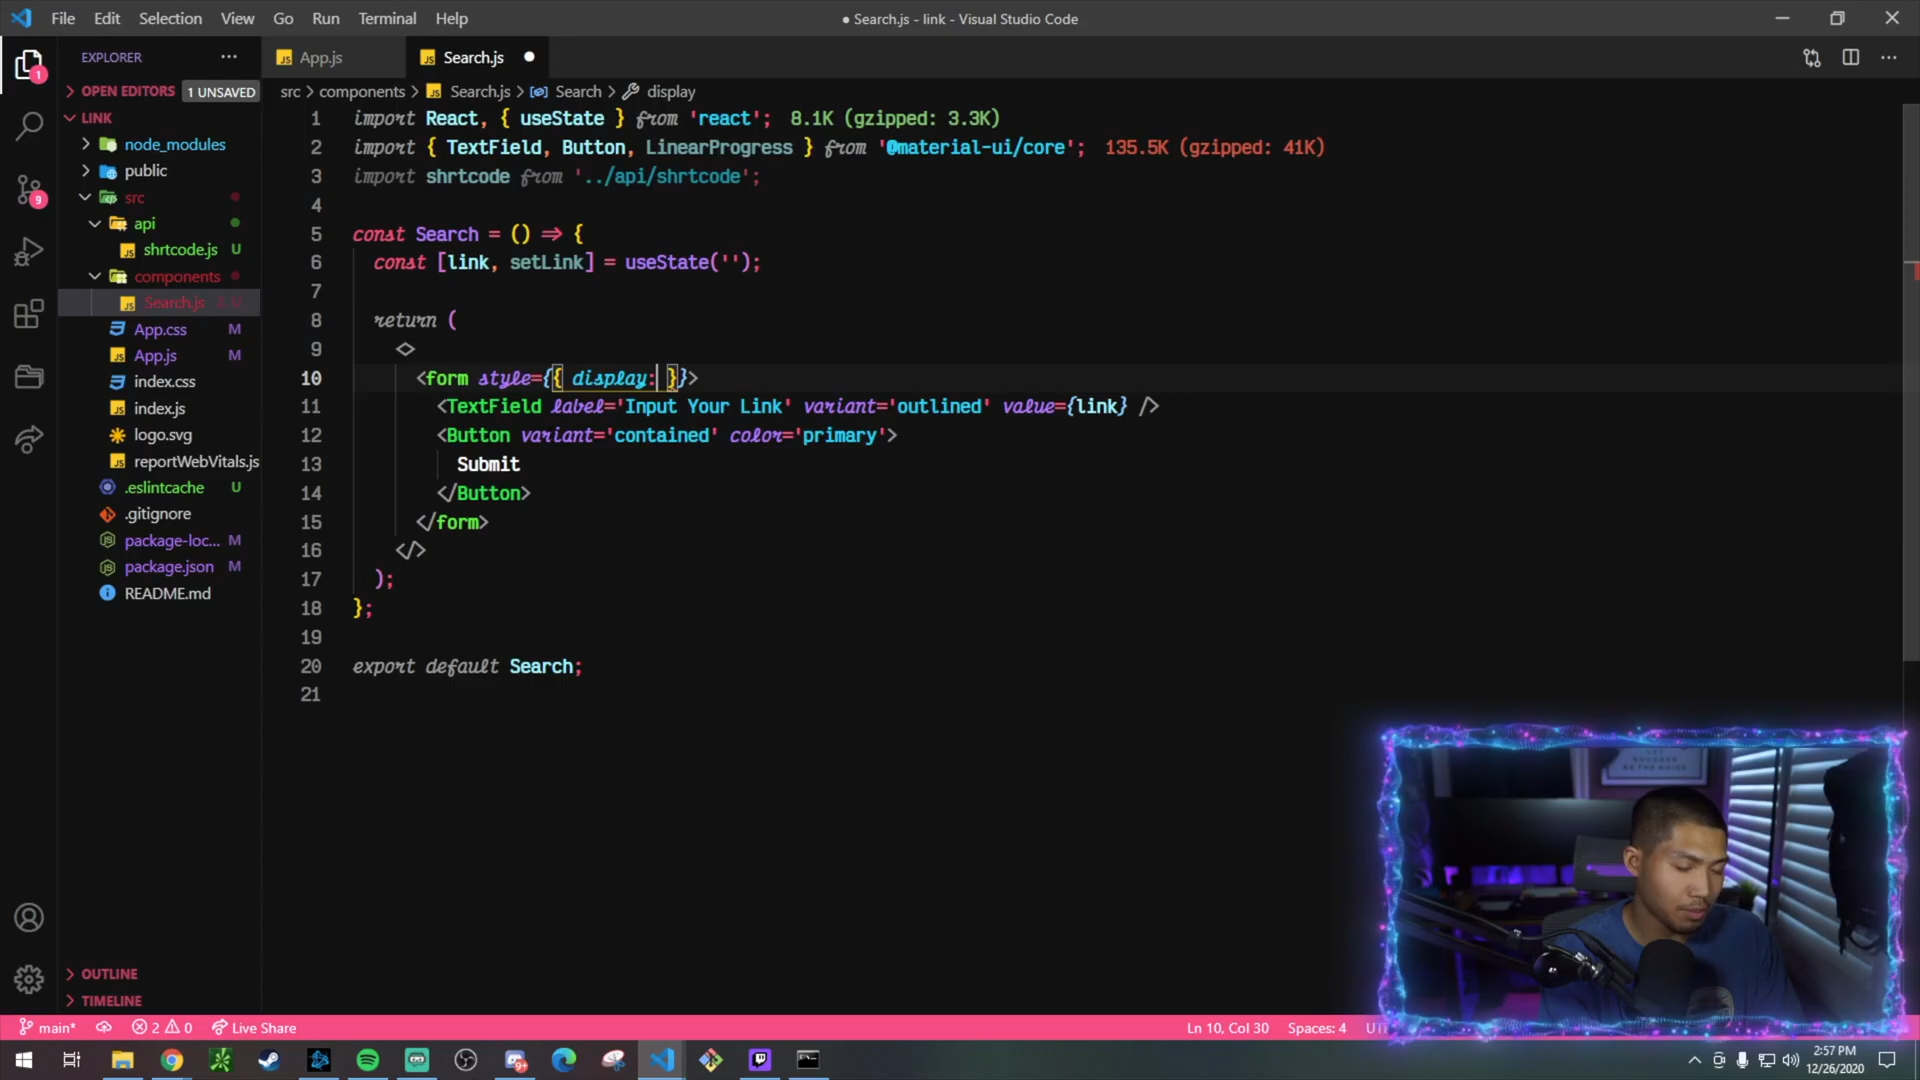 File Edit Selection View Go Run Terminal Help
● Search.js - link - Visual Studio Code
EXPLORER ···
OPEN EDITORS 1 UNSAVED
LINK
node_modules
public
src
api
shrtcode.js U
components
Search.js 2, U
App.css M
App.js M
index.css
index.js
logo.svg
reportWebVitals.js
.eslintcache U
.gitignore
package-loc... M
package.json M
README.md
OUTLINE
TIMELINE
1
9
App.js
Search.js ●
src > components > Search.js > Search > display
1 import React, { useState } from 'react'; 8.1K (gzipped: 3.3K)
2 import { TextField, Button, LinearProgress } from '@material-ui/core'; 135.5K (gzipped: 41K)
3 import shrtcode from '../api/shrtcode';
4
5 const Search = () => {
6 const [link, setLink] = useState('');
7
8 return (
9 <>
10 <form style={{ display: }}>
11 <TextField label='Input Your Link' variant='outlined' value={link} />
12 <Button variant='contained' color='primary'>
13 Submit
14 </Button>
15 </form>
16 </>
17 );
18 };
19
20 export default Search;
21
main* 2 0 Live Share
Ln 10, Col 30 Spaces: 4
9+
2:57 PM
12/26/2020